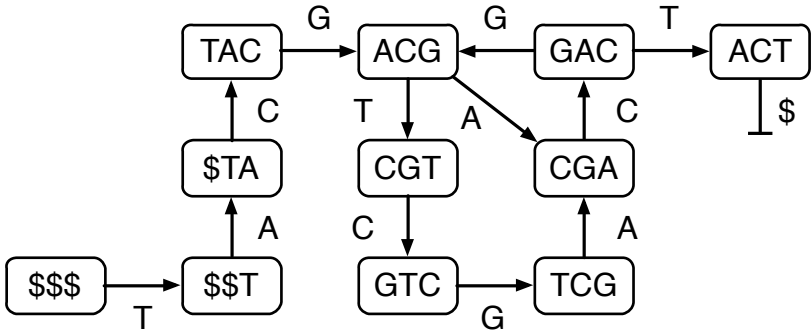 G G T
TAC ACG GAC ACT
C T A C $
$TA CGT CGA
A C A
$$$ $$T GTC TCG
T G